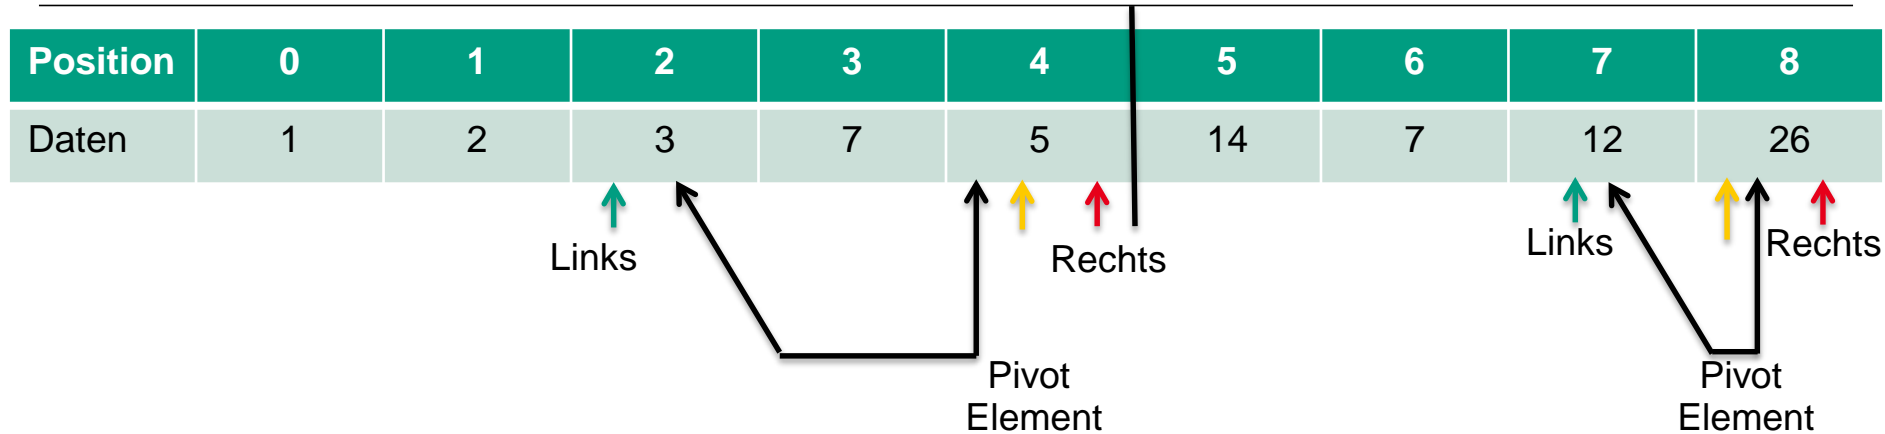 Position 0 1 2 3 4 5 6 7 8
Daten 1 2 3 7 5 14 7 12 26
Links Rechts Links Rechts
Pivot Pivot
Element Element